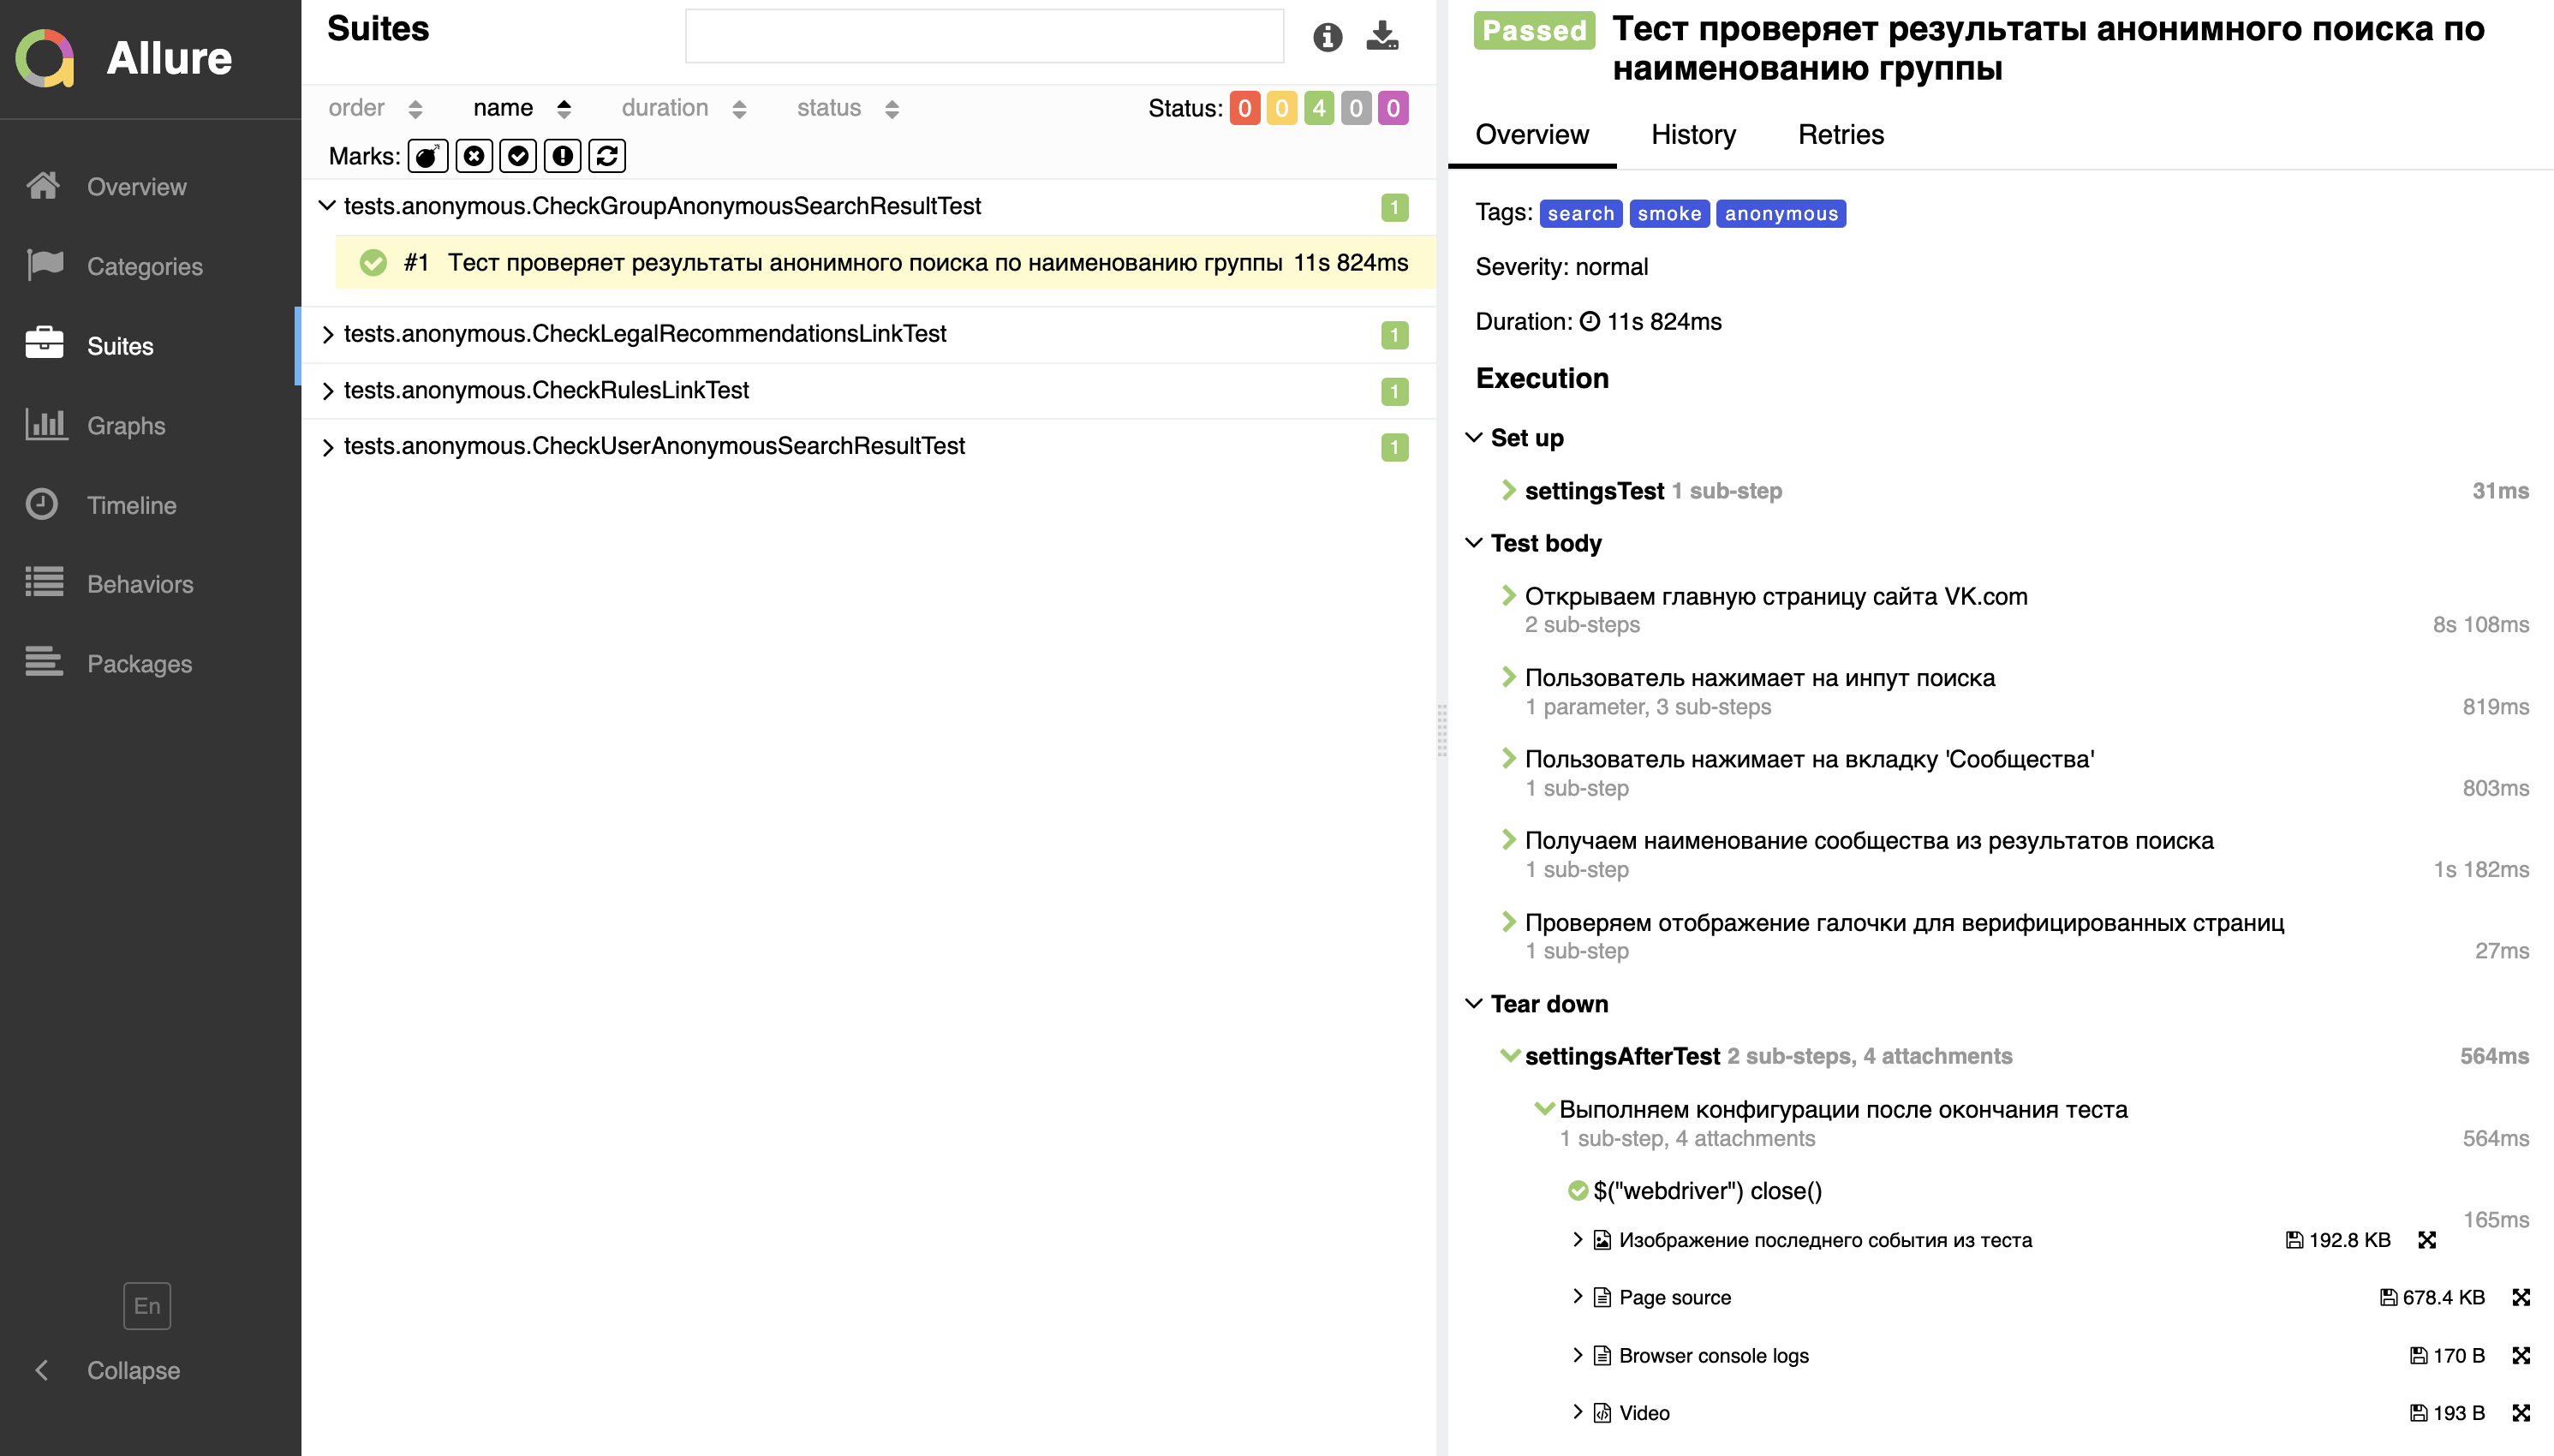 Allure
Overview
Categories
Suites
Graphs
Timeline
Behaviors
Packages
En
Collapse
Suites
order name duration status Status: 0 0 4 0 0
Marks:
tests.anonymous.CheckGroupAnonymousSearchResultTest 1
#1 Тест проверяет результаты анонимного поиска по наименованию группы 11s 824ms
tests.anonymous.CheckLegalRecommendationsLinkTest 1
tests.anonymous.CheckRulesLinkTest 1
tests.anonymous.CheckUserAnonymousSearchResultTest 1
Passed Тест проверяет результаты анонимного поиска по
наименованию группы
Overview History Retries
Tags: search smoke anonymous
Severity: normal
Duration: 11s 824ms
Execution
Set up
settingsTest 1 sub-step 31ms
Test body
Открываем главную страницу сайта VK.com
2 sub-steps 8s 108ms
Пользователь нажимает на инпут поиска
1 parameter, 3 sub-steps 819ms
Пользователь нажимает на вкладку 'Сообщества'
1 sub-step 803ms
Получаем наименование сообщества из результатов поиска
1 sub-step 1s 182ms
Проверяем отображение галочки для верифицированных страниц
1 sub-step 27ms
Tear down
settingsAfterTest 2 sub-steps, 4 attachments 564ms
Выполняем конфигурации после окончания теста
1 sub-step, 4 attachments 564ms
$("webdriver") close()
165ms
Изображение последнего события из теста 192.8 KB
Page source 678.4 KB
Browser console logs 170 B
Video 193 B